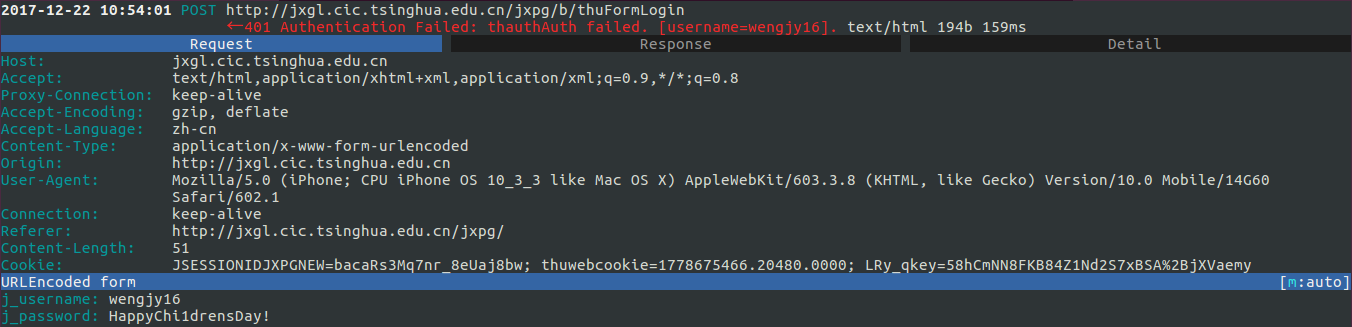 2017-12-22 10:54:01 POST http://jxgl.cic.tsinghua.edu.cn/jxpg/b/thuFormLogin
←401 Authentication Failed: thauthAuth failed. [username=wengjy16]. text/html 194b 159ms
Request Response Detail
Host: jxgl.cic.tsinghua.edu.cn
Accept: text/html,application/xhtml+xml,application/xml;q=0.9,*/*;q=0.8
Proxy-Connection: keep-alive
Accept-Encoding: gzip, deflate
Accept-Language: zh-cn
Content-Type: application/x-www-form-urlencoded
Origin: http://jxgl.cic.tsinghua.edu.cn
User-Agent: Mozilla/5.0 (iPhone; CPU iPhone OS 10_3_3 like Mac OS X) AppleWebKit/603.3.8 (KHTML, like Gecko) Version/10.0 Mobile/14G60
Safari/602.1
Connection: keep-alive
Referer: http://jxgl.cic.tsinghua.edu.cn/jxpg/
Content-Length: 51
Cookie: JSESSIONIDJXPGNEW=bacaRs3Mq7nr_8eUaj8bw; thuwebcookie=1778675466.20480.0000; LRy_qkey=58hCmNN8FKB84Z1Nd2S7xBSA%2BjXVaemy
URLEncoded form [m:auto]
j_username: wengjy16
j_password: HappyChi1drensDay!